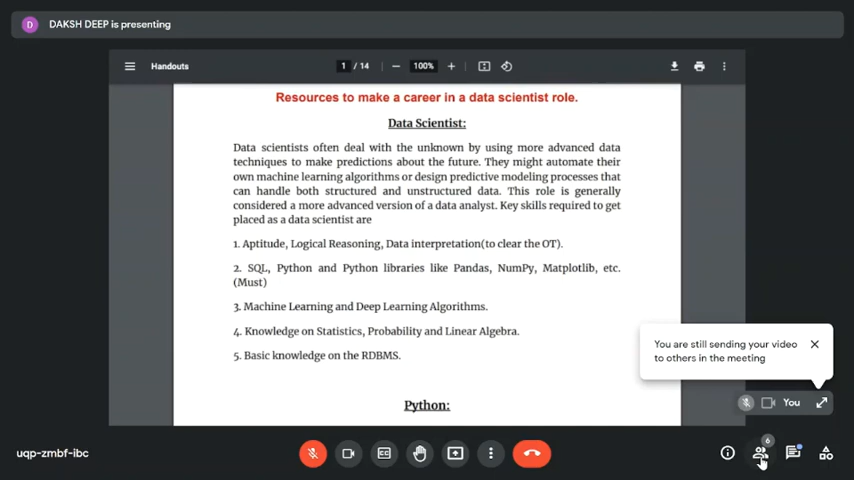 D DAKSH DEEP is presenting
Handouts 1 / 14 − 100% +
Resources to make a career in a data scientist role.
Data Scientist:
Data scientists often deal with the unknown by using more advanced data
techniques to make predictions about the future. They might automate their
own machine learning algorithms or design predictive modeling processes that
can handle both structured and unstructured data. This role is generally
considered a more advanced version of a data analyst. Key skills required to get
placed as a data scientist are
1. Aptitude, Logical Reasoning, Data interpretation(to clear the OT).
2. SQL, Python and Python libraries like Pandas, NumPy, Matplotlib, etc.
(Must)
3. Machine Learning and Deep Learning Algorithms.
4. Knowledge on Statistics, Probability and Linear Algebra.
5. Basic knowledge on the RDBMS.
Python:
You are still sending your video
to others in the meeting
You
6
uqp-zmbf-ibc